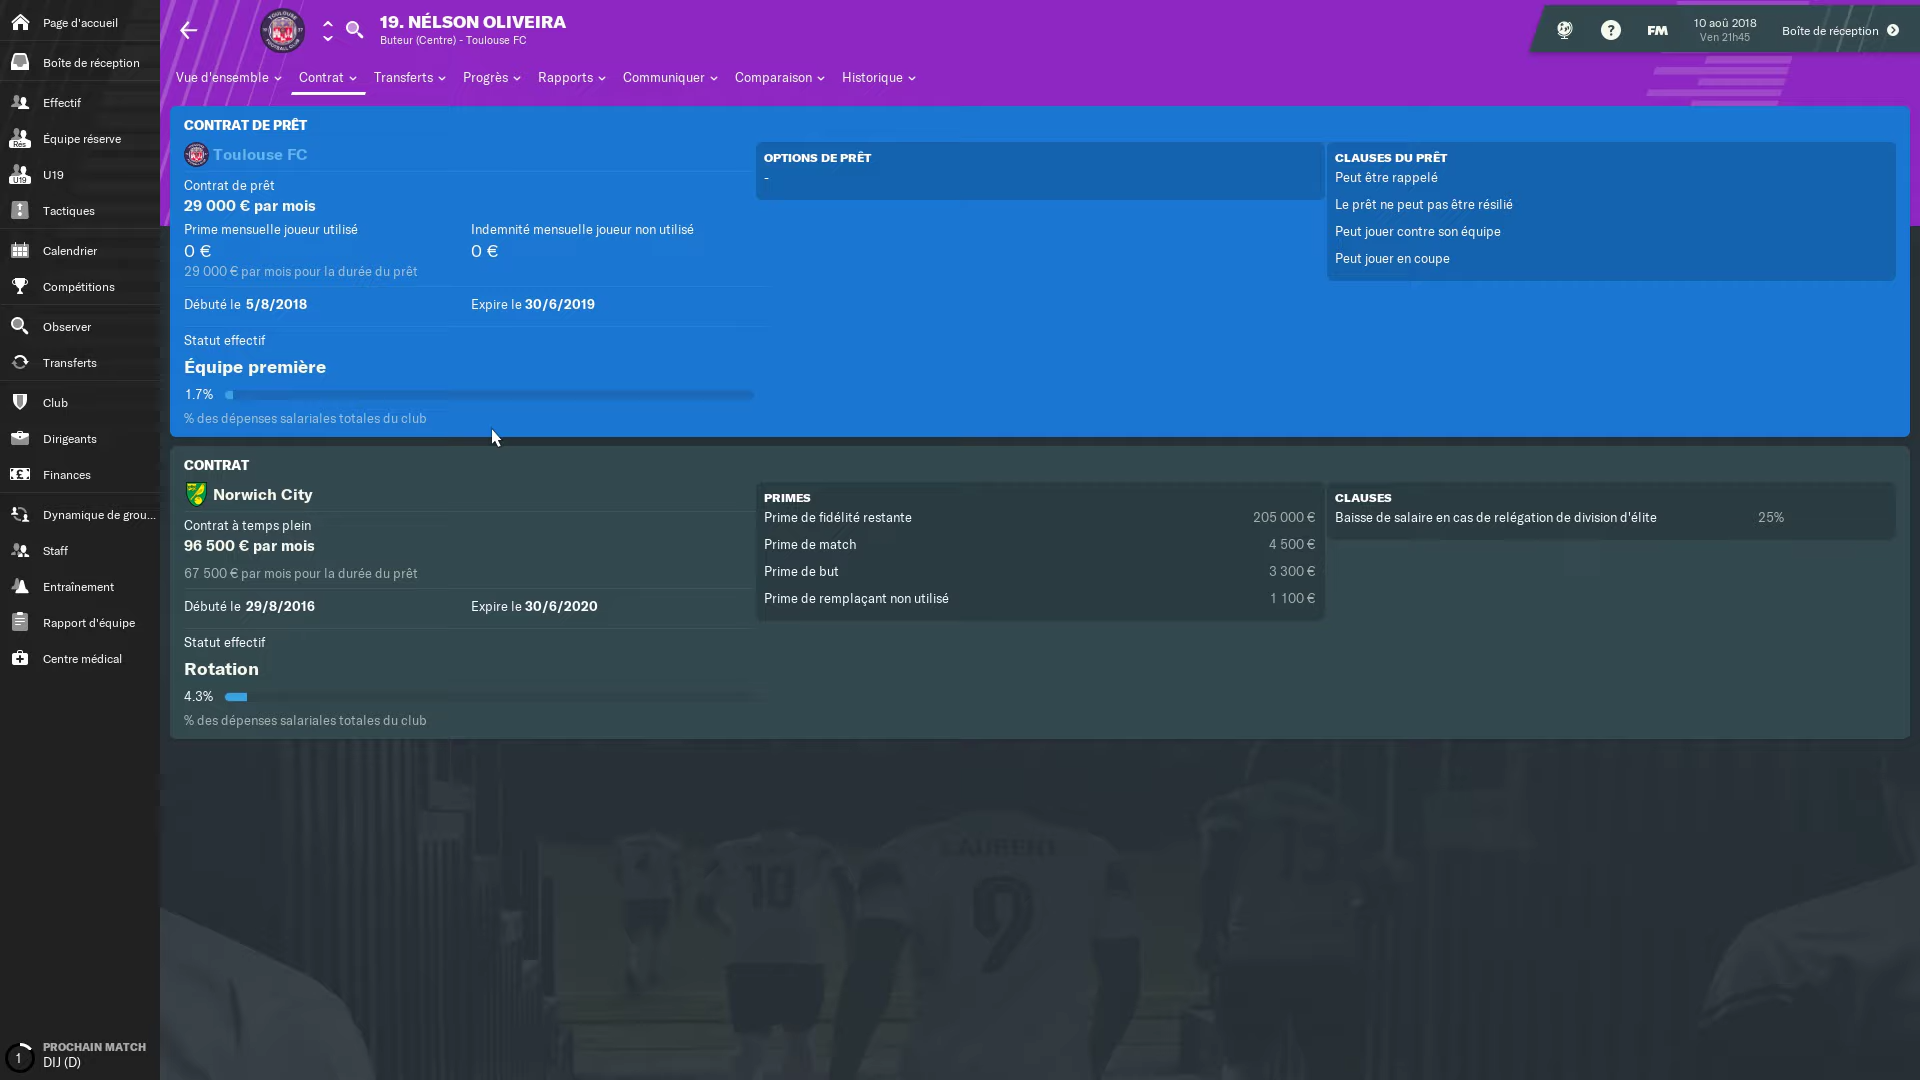 Page d'accueil
Boîte de réception
Effectif
Rés
Équipe réserve
U19
U19
Tactiques
Calendrier
Compétitions
Observer
Transferts
Club
Dirigeants
Finances
Dynamique de grou...
Staff
Entraînement
Rapport d'équipe
Centre médical
1
PROCHAIN MATCH
DIJ (D)
19. NÉLSON OLIVEIRA
Buteur (Centre) - Toulouse FC
?
FM
10 aoû 2018
Ven 21h45
Boîte de réception
Vue d'ensemble
Contrat
Transferts
Progrès
Rapports
Communiquer
Comparaison
Historique
CONTRAT DE PRÊT
Toulouse FC
Contrat de prêt
29 000 € par mois
Prime mensuelle joueur utilisé
Indemnité mensuelle joueur non utilisé
0 €
0 €
29 000 € par mois pour la durée du prêt
Débuté le 5/8/2018
Expire le 30/6/2019
Statut effectif
Équipe première
1.7%
% des dépenses salariales totales du club
OPTIONS DE PRÊT
-
CLAUSES DU PRÊT
Peut être rappelé
Le prêt ne peut pas être résilié
Peut jouer contre son équipe
Peut jouer en coupe
CONTRAT
Norwich City
Contrat à temps plein
96 500 € par mois
67 500 € par mois pour la durée du prêt
Débuté le 29/8/2016
Expire le 30/6/2020
Statut effectif
Rotation
4.3%
% des dépenses salariales totales du club
PRIMES
Prime de fidélité restante 205 000 €
Prime de match 4 500 €
Prime de but 3 300 €
Prime de remplaçant non utilisé 1 100 €
CLAUSES
Baisse de salaire en cas de relégation de division d'élite 25%
LAURENT
10
9